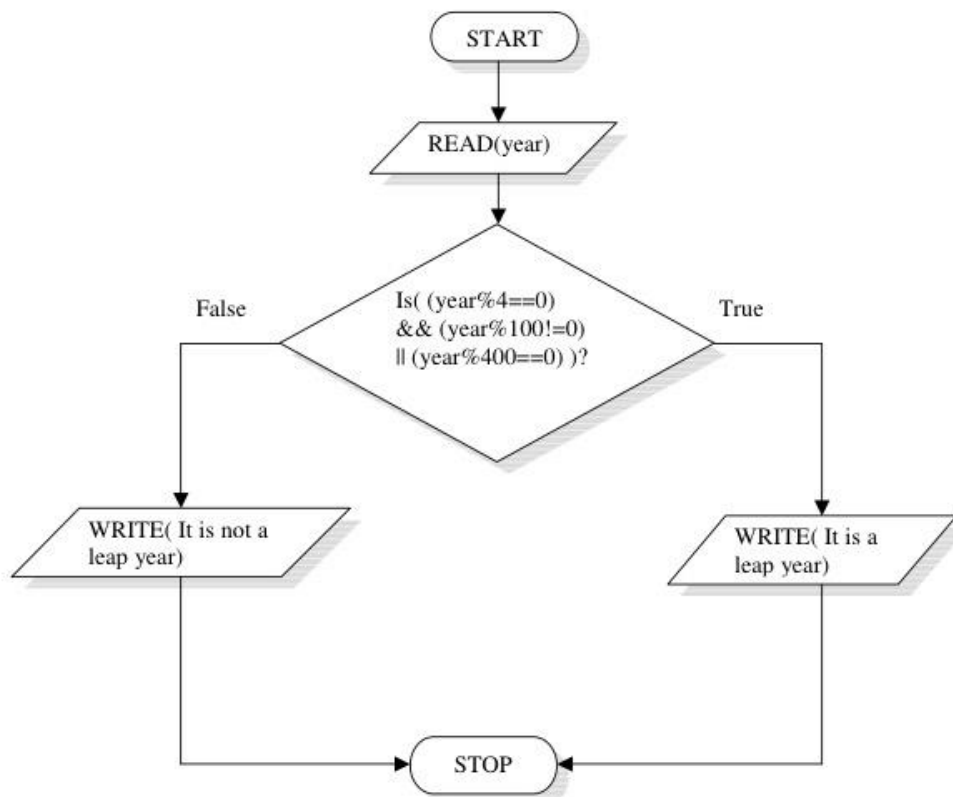 START
READ(year)
False
Is( (year%4==0)
&& (year%100!=0)
|| (year%400==0) )?
True
WRITE( It is not a
leap year)
WRITE( It is a
leap year)
STOP